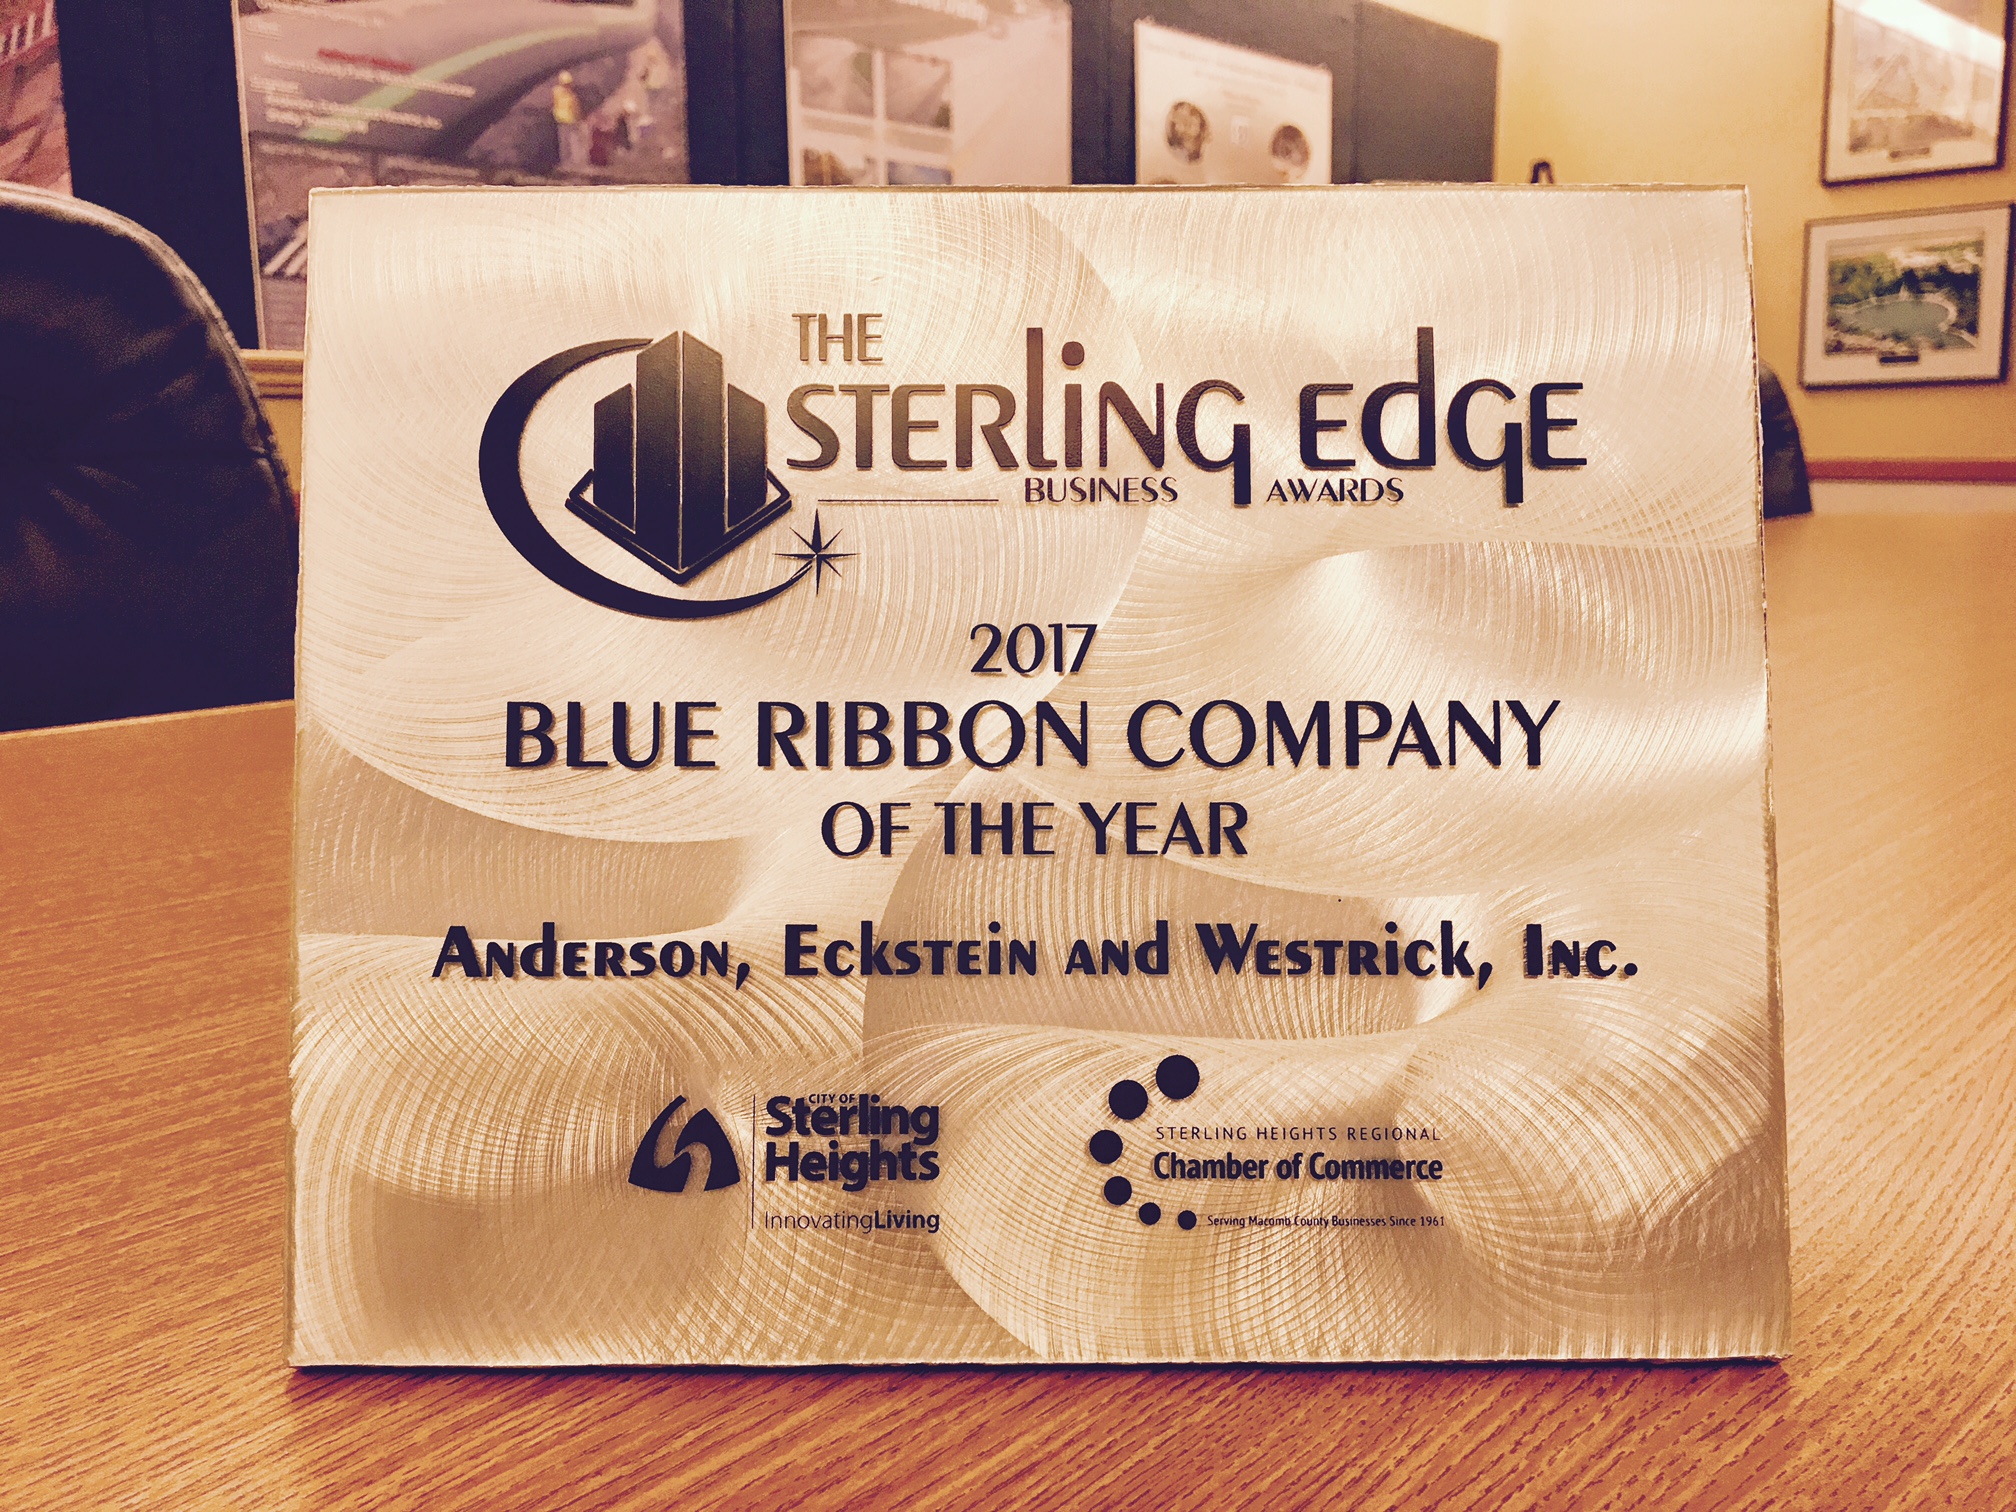 THE
STERLING EDGE
BUSINESS AWARDS
2017
BLUE RIBBON COMPANY
OF THE YEAR
Anderson, Eckstein and Westrick, Inc.
CITY OF
Sterling
Heights
InnovatingLiving
STERLING HEIGHTS REGIONAL
Chamber of Commerce
Serving Macomb County Businesses Since 1961